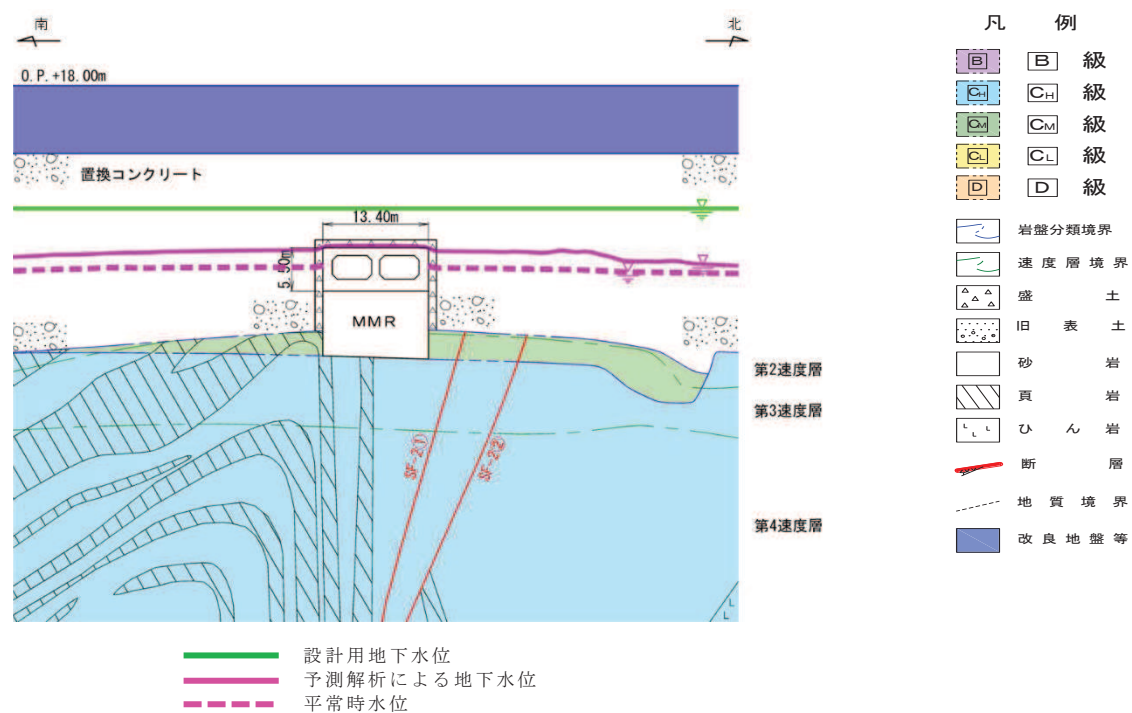 南
北
O.P.+18.00m
置換コンクリート
13.40m
5.50m
MMR
第2速度層
第3速度層
第4速度層
SF-2①
SF-2②
設計用地下水位
予測解析による地下水位
平常時水位
凡 例
B B 級
CH CH 級
CM CM 級
CL CL 級
D D 級
岩盤分類境界
速度層境界
盛土
旧表土
砂岩
頁岩
ひん岩
断層
地質境界
改良地盤等